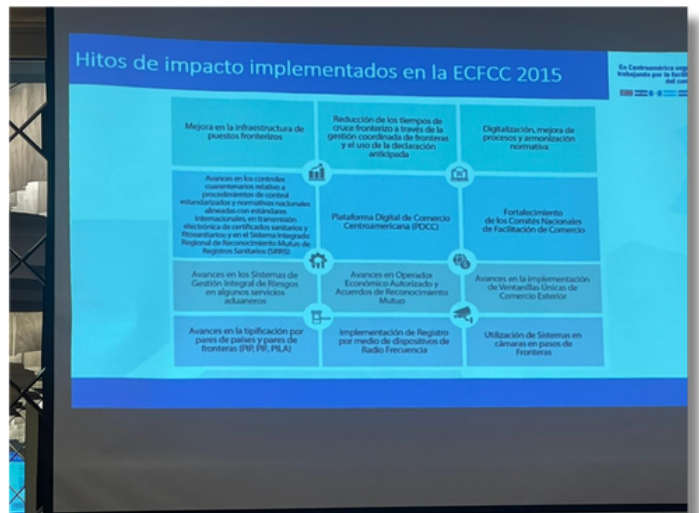 Hitos de impacto implementados en la ECFCC 2015
En Centroamérica
trabajando por la
del
Mejora en la infraestructura de
puestos fronterizos
Reducción de los tiempos de
cruce fronterizo a través de la
gestión coordinada de fronteras
y el uso de la declaración
anticipada
Digitalización, mejora de
procesos y armonización
normativa
Avances en los controles
cuarentenarios relativo a
procedimientos de control
estandarizados y normativas nacionales
alineadas con estándares
internacionales, en transmisión
electrónica de certificados sanitarios y
fitosanitarios; y en el Sistema Integrado
Regional de Reconocimiento Mutuo de
Registros Sanitarios
Plataforma Digital de Comercio
Centroamericana (PDCC)
Fortalecimiento
de los Comités Nacionales
de Facilitación de Comercio
Avances en los Sistemas de
Gestión Integral de Riesgos
en algunos servicios
aduaneros
Avances en Operador
Económico Autorizado y
Acuerdos de Reconocimiento
Mutuo
Avances en la implementación
de Ventanillas Únicas de
Comercio Exterior
Avances en la tipificación por
pares de países y pares de
fronteras (PIP, PIF, PILA)
Implementación de Registro
por medio de dispositivos de
Radio Frecuencia
Utilización de Sistemas en
cámaras en pasos de
Fronteras